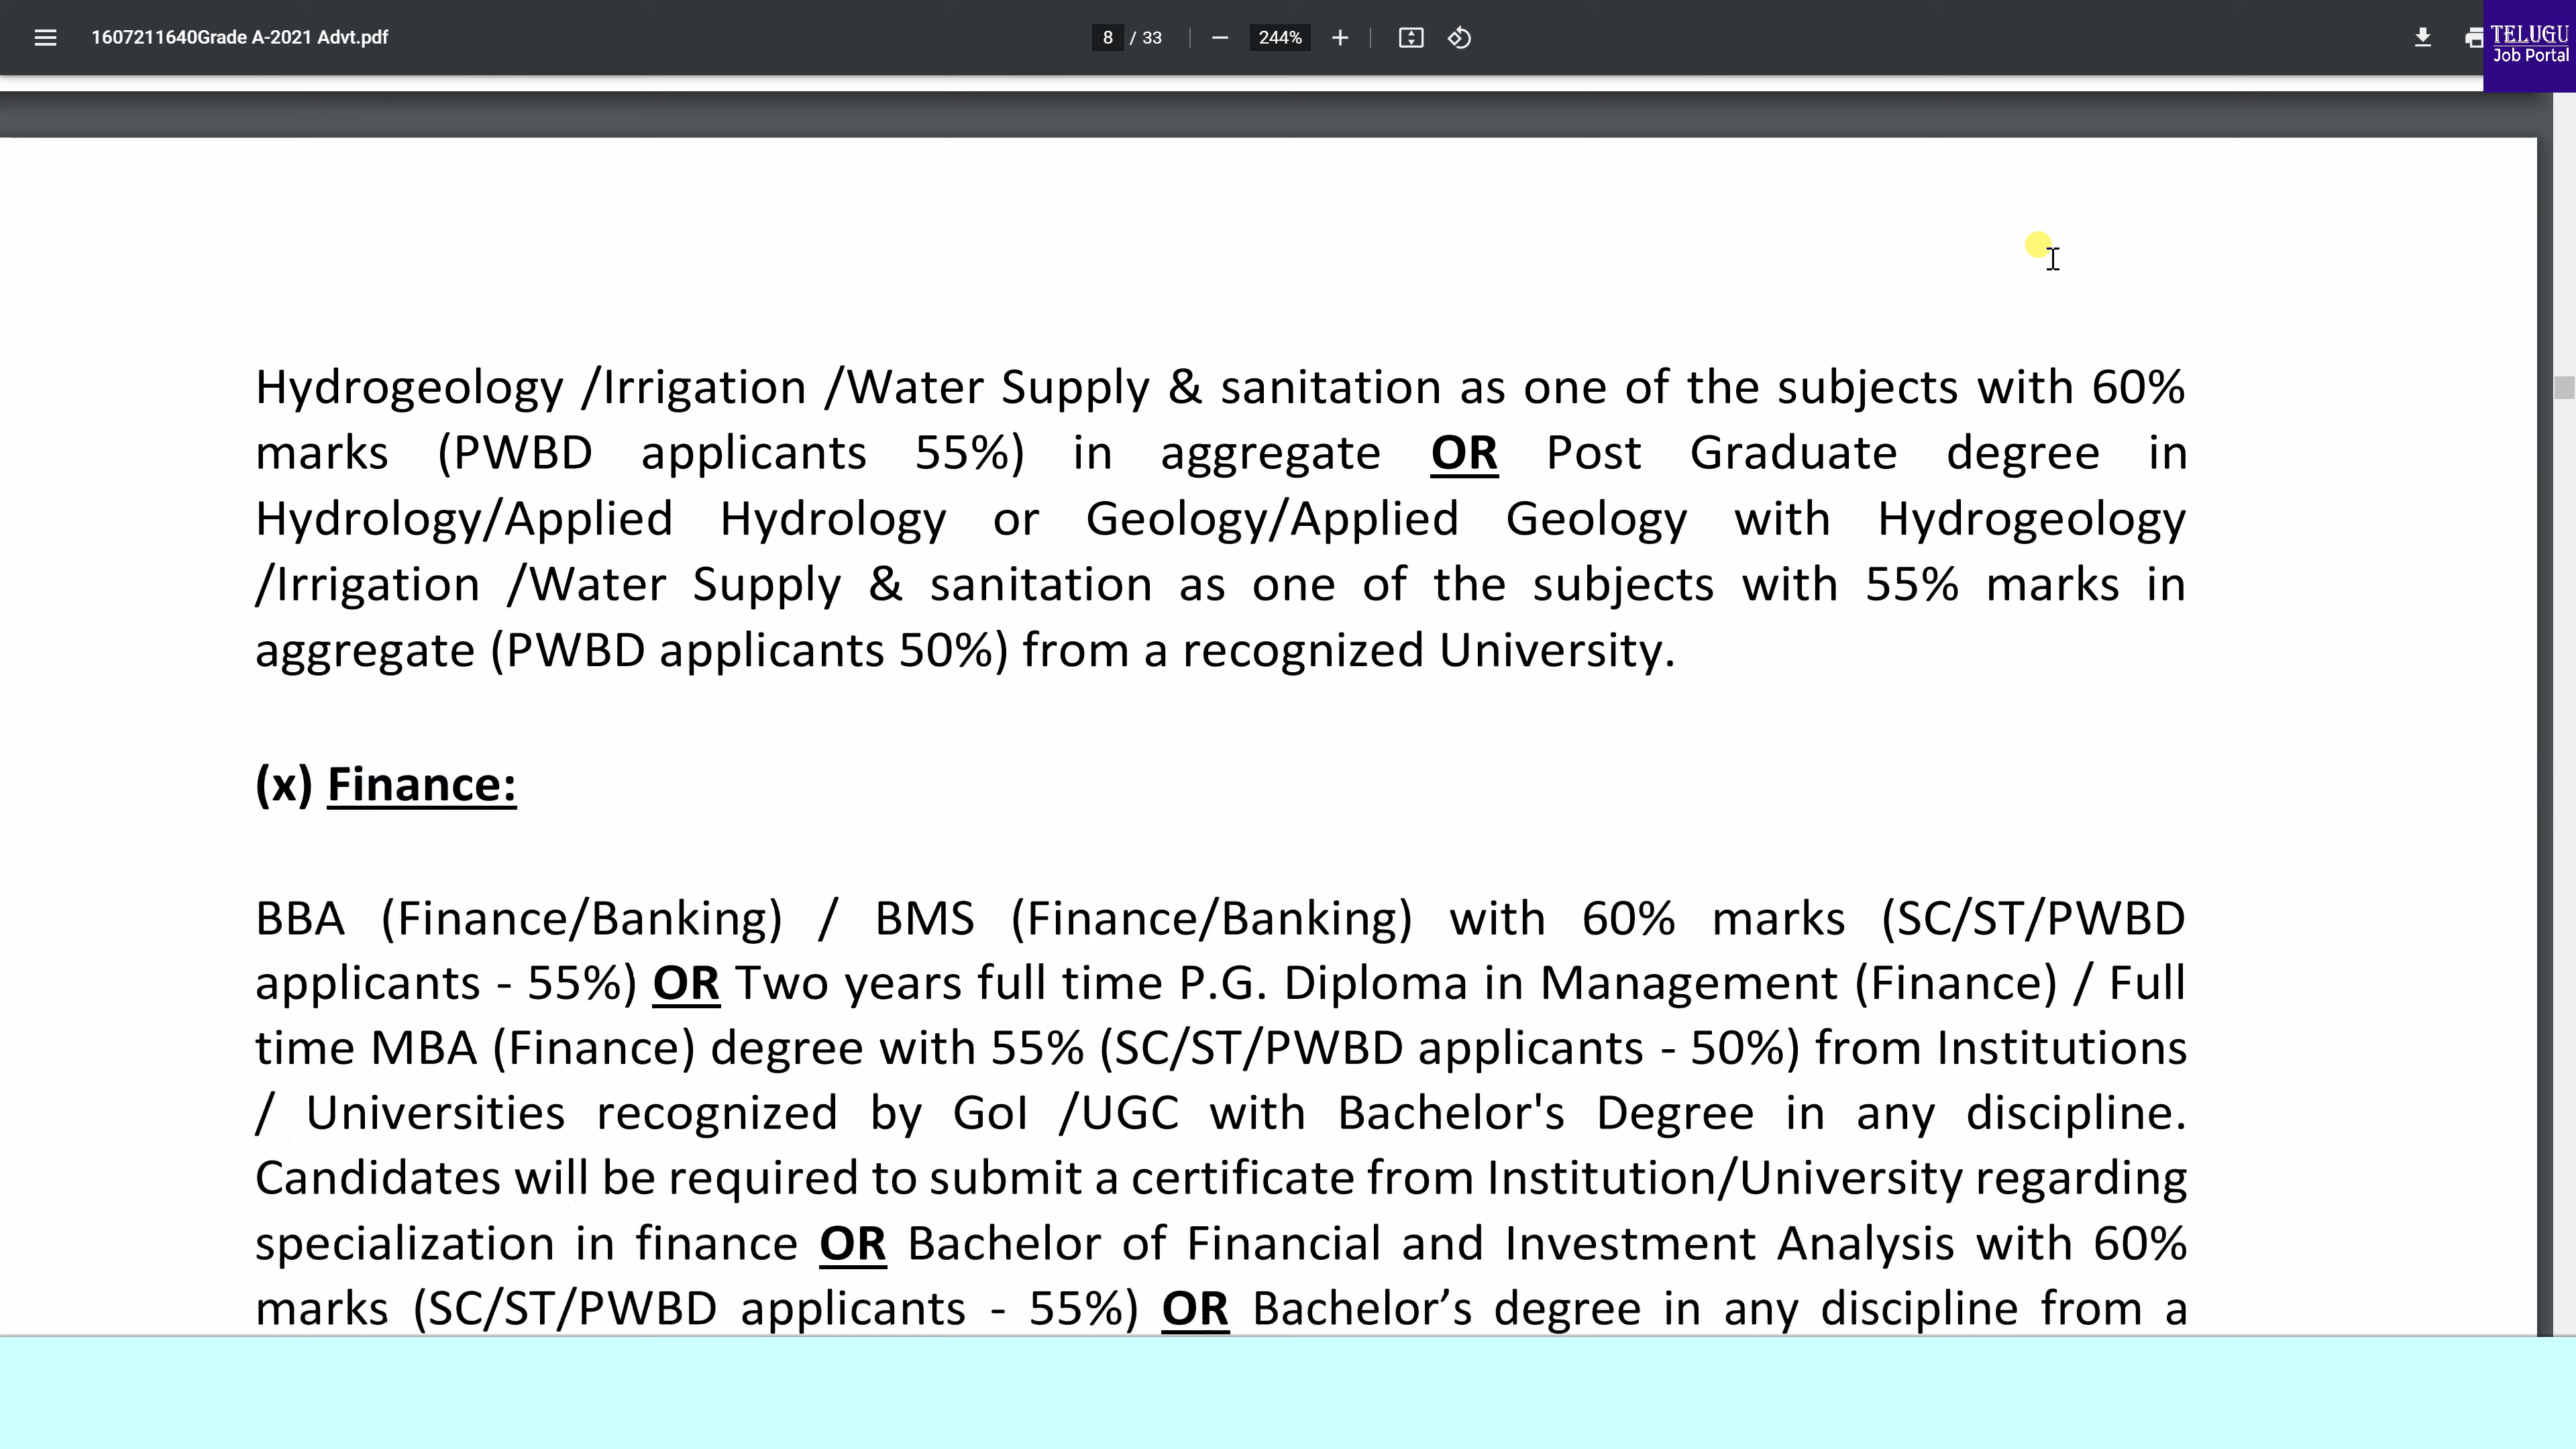 1607211640Grade A-2021 Advt.pdf
8 / 33
244%
TELUGU
Job Portal
Hydrogeology /Irrigation /Water Supply & sanitation as one of the subjects with 60%
marks (PWBD applicants 55%) in aggregate OR Post Graduate degree in
Hydrology/Applied Hydrology or Geology/Applied Geology with Hydrogeology
/Irrigation /Water Supply & sanitation as one of the subjects with 55% marks in
aggregate (PWBD applicants 50%) from a recognized University.
(x) Finance:
BBA (Finance/Banking) / BMS (Finance/Banking) with 60% marks (SC/ST/PWBD
applicants - 55%) OR Two years full time P.G. Diploma in Management (Finance) / Full
time MBA (Finance) degree with 55% (SC/ST/PWBD applicants - 50%) from Institutions
/ Universities recognized by GoI /UGC with Bachelor's Degree in any discipline.
Candidates will be required to submit a certificate from Institution/University regarding
specialization in finance OR Bachelor of Financial and Investment Analysis with 60%
marks (SC/ST/PWBD applicants - 55%) OR Bachelor’s degree in any discipline from a